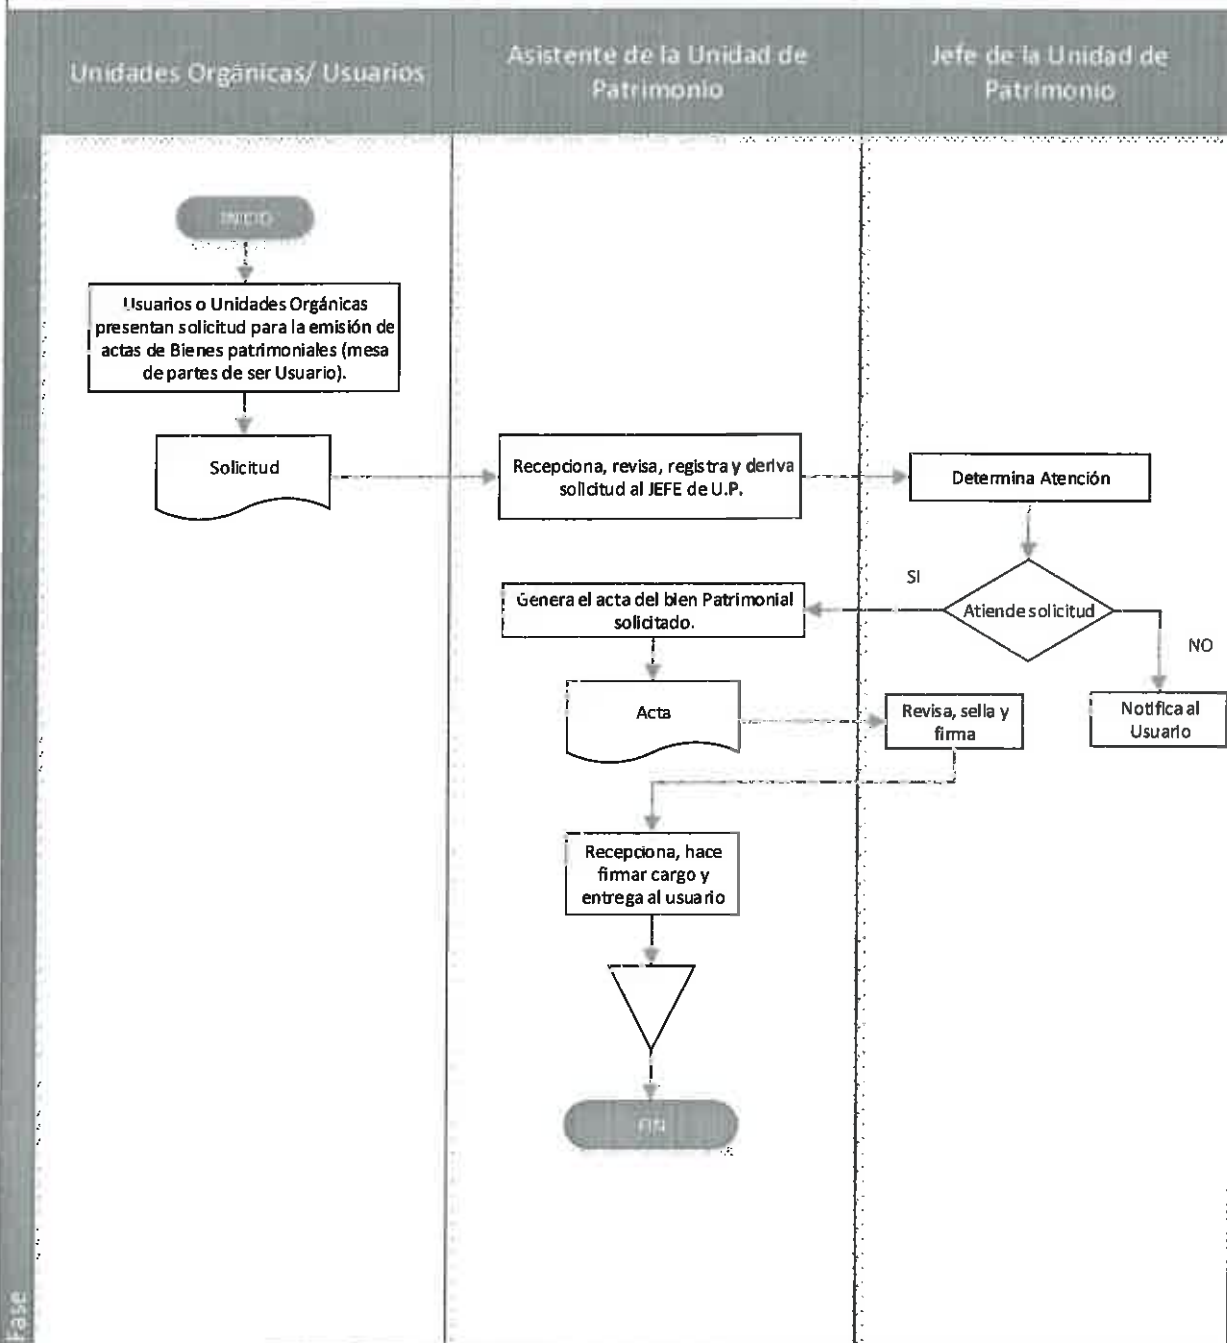 Unidades Orgánicas/ Usuarios
Asistente de la Unidad de
Patrimonio
Jefe de la Unidad de
Patrimonio
INICIO
Usuarios o Unidades Orgánicas
presentan solicitud para la emisión de
actas de Bienes patrimoniales (mesa
de partes de ser Usuario).
Solicitud
Recepciona, revisa, registra y deriva
solicitud al JEFE de U.P.
Determina Atención
SI
Atiende solicitud
NO
Genera el acta del bien Patrimonial
solicitado.
Acta
Revisa, sella y
firma
Notifica al
Usuario
Recepciona, hace
firmar cargo y
entrega al usuario
FIN
Fase